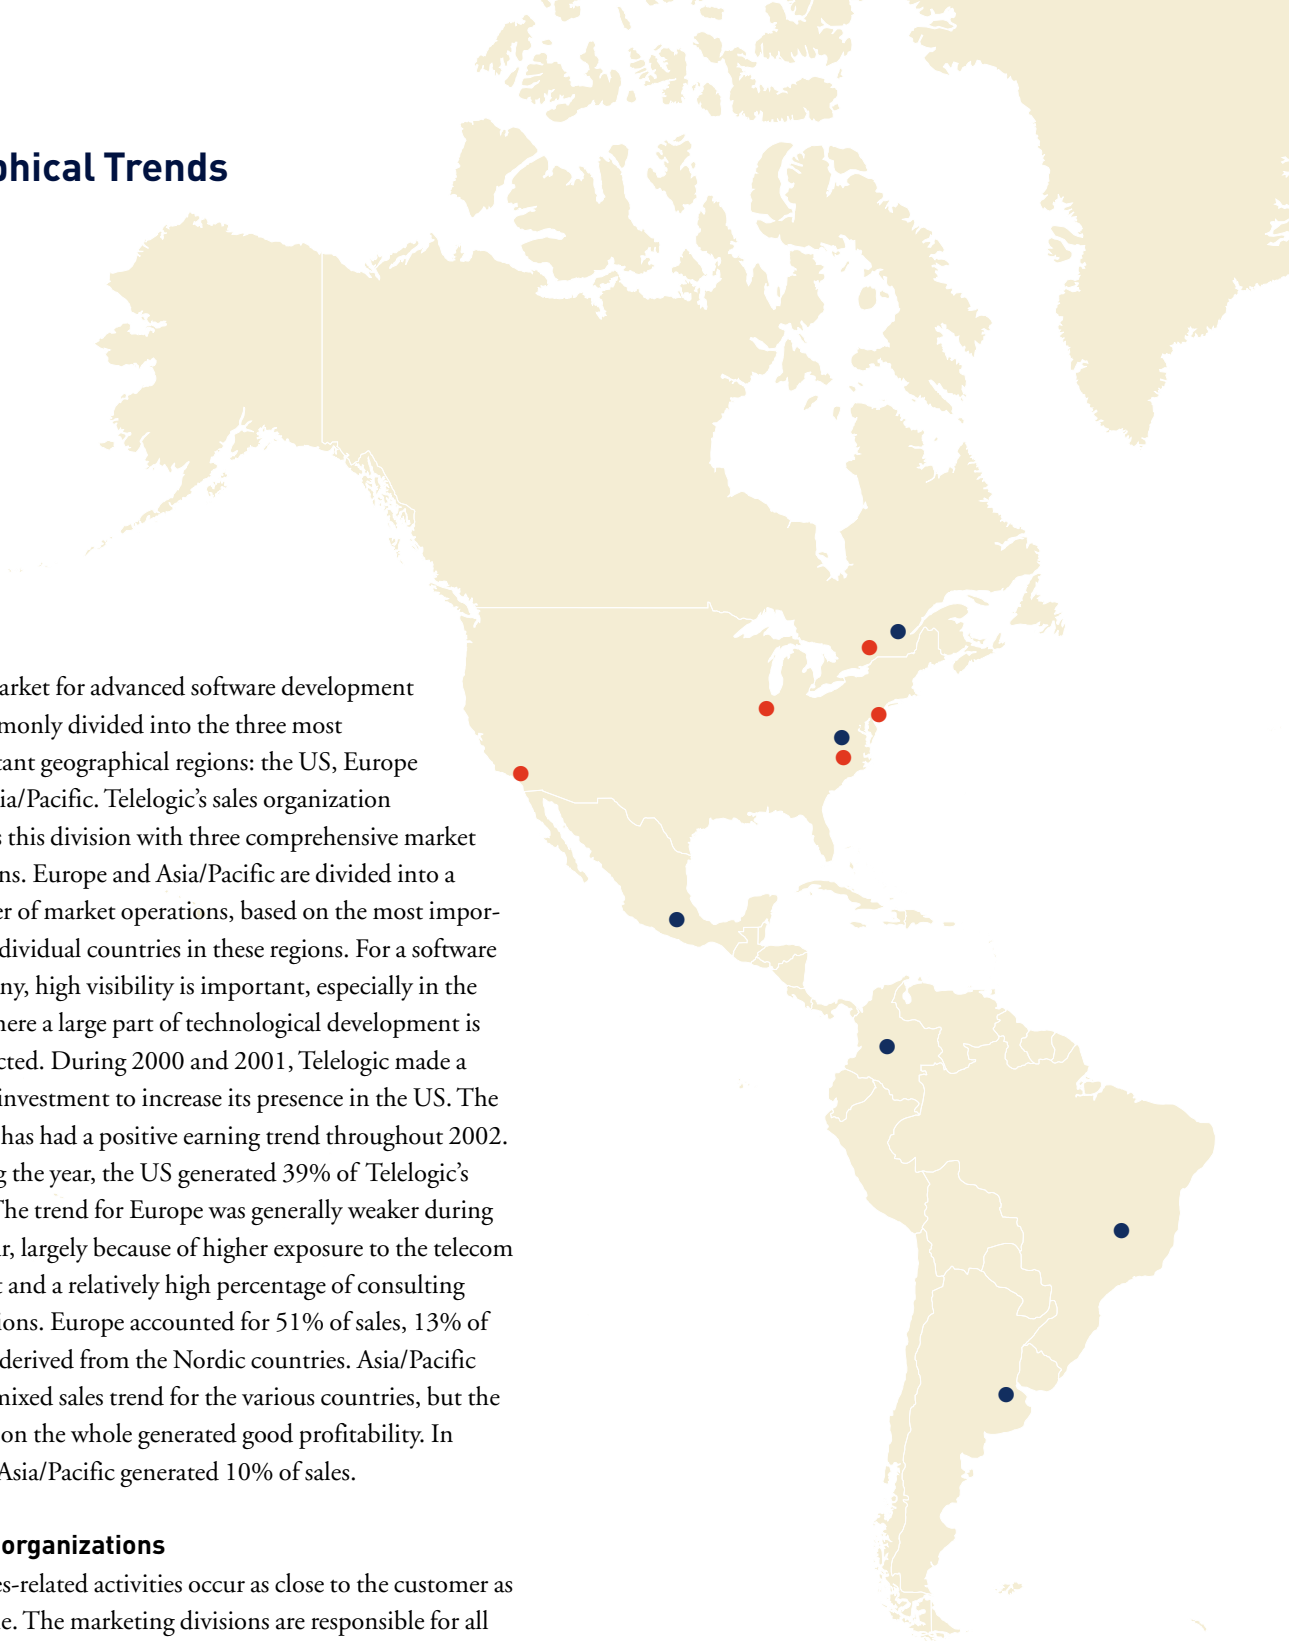 phical Trends
arket for advanced software development
monly divided into the three most
tant geographical regions: the US, Europe
ia/Pacific. Telelogic’s sales organization
s this division with three comprehensive market
ns. Europe and Asia/Pacific are divided into a
er of market operations, based on the most impor-
dividual countries in these regions. For a software
ny, high visibility is important, especially in the
here a large part of technological development is
cted. During 2000 and 2001, Telelogic made a
investment to increase its presence in the US. The
has had a positive earning trend throughout 2002.
g the year, the US generated 39% of Telelogic’s
The trend for Europe was generally weaker during
r, largely because of higher exposure to the telecom
t and a relatively high percentage of consulting
ions. Europe accounted for 51% of sales, 13% of
derived from the Nordic countries. Asia/Pacific
mixed sales trend for the various countries, but the
on the whole generated good profitability. In
Asia/Pacific generated 10% of sales.
organizations
es-related activities occur as close to the customer as
e. The marketing divisions are responsible for all